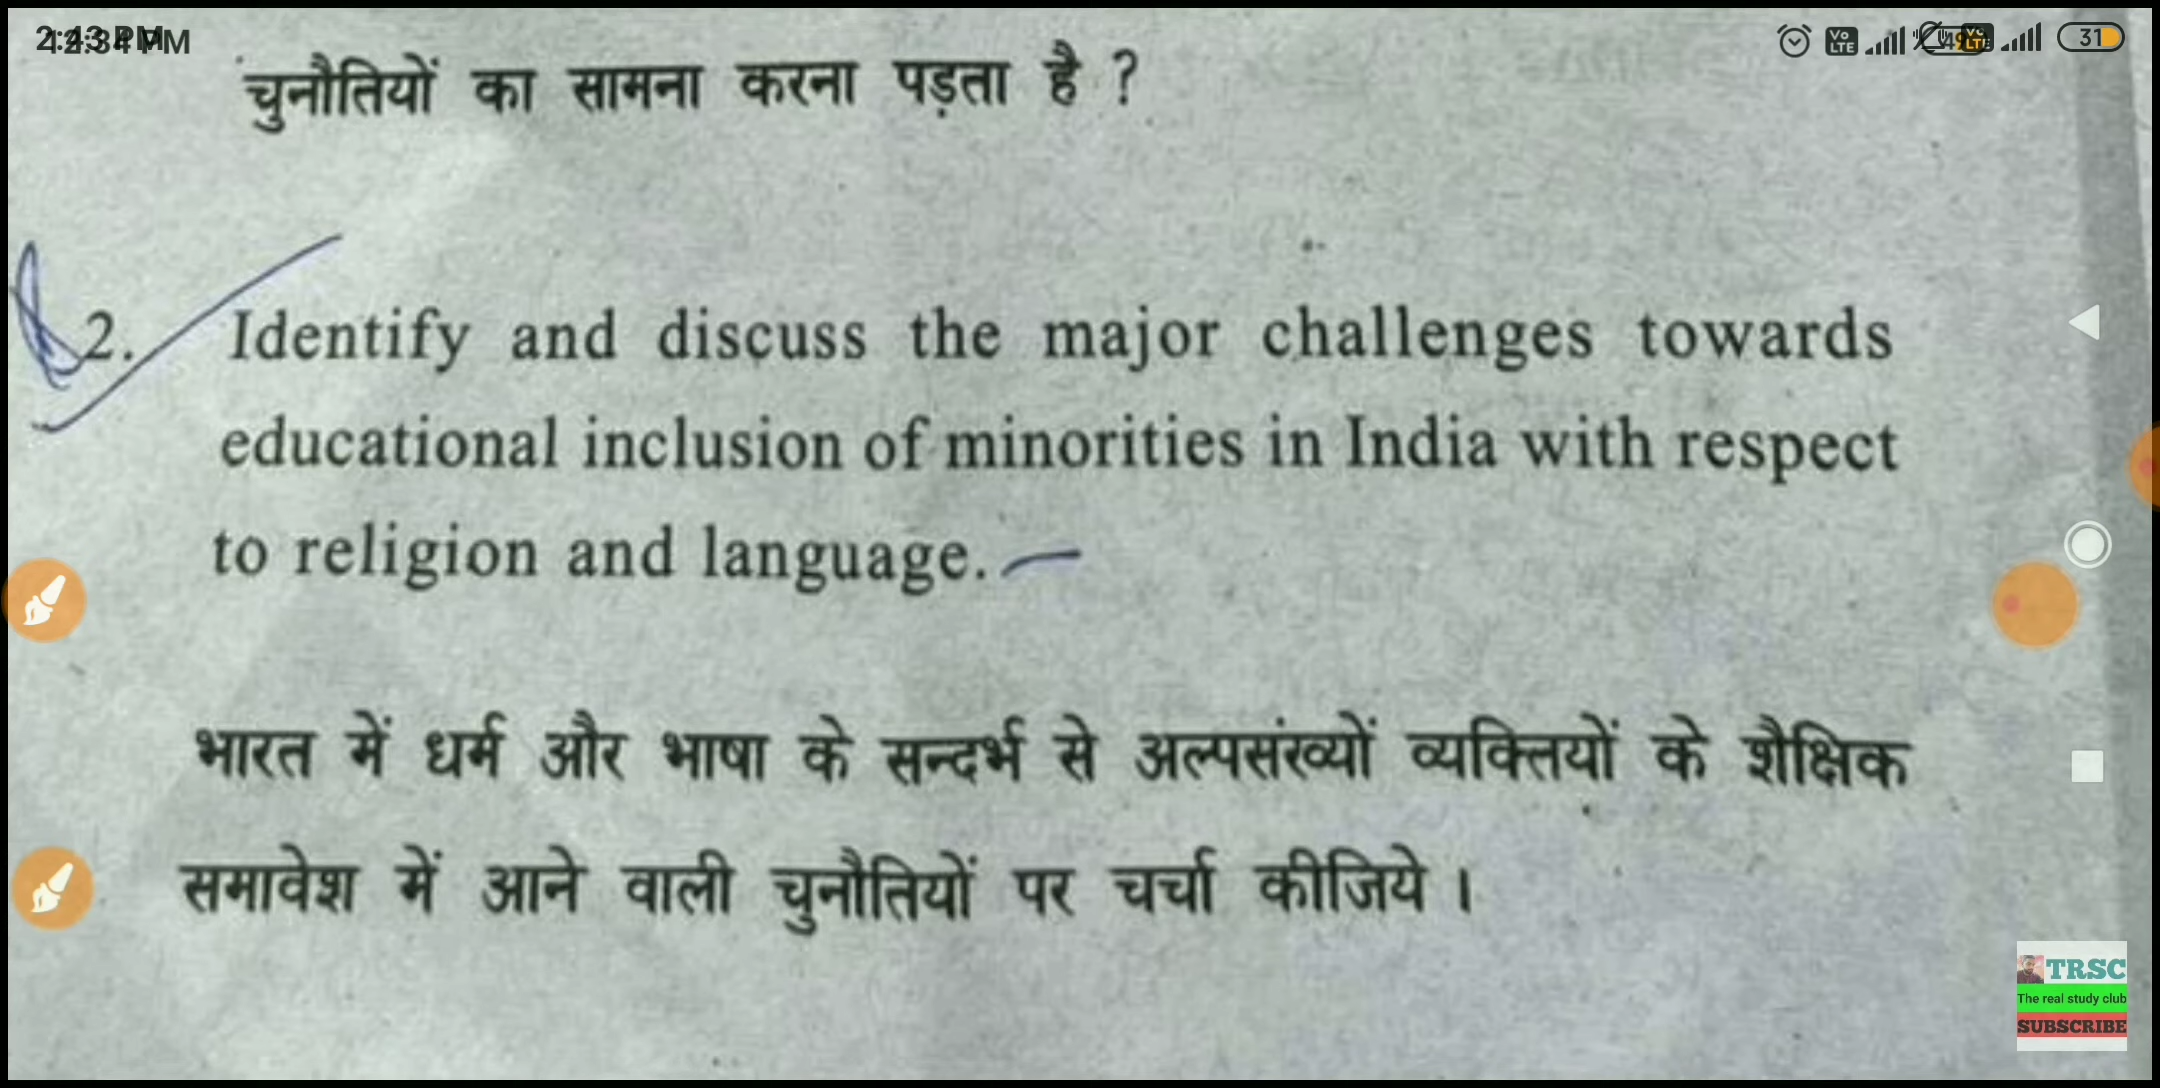 चुनौतियों का सामना करना पड़ता है ?
2. Identify and discuss the major challenges towards
educational inclusion of minorities in India with respect
to religion and language.
भारत में धर्म और भाषा के सन्दर्भ से अल्पसंख्यों व्यक्तियों के शैक्षिक
समावेश में आने वाली चुनौतियों पर चर्चा कीजिये ।
31
TRSC
The real study club
SUBSCRIBE